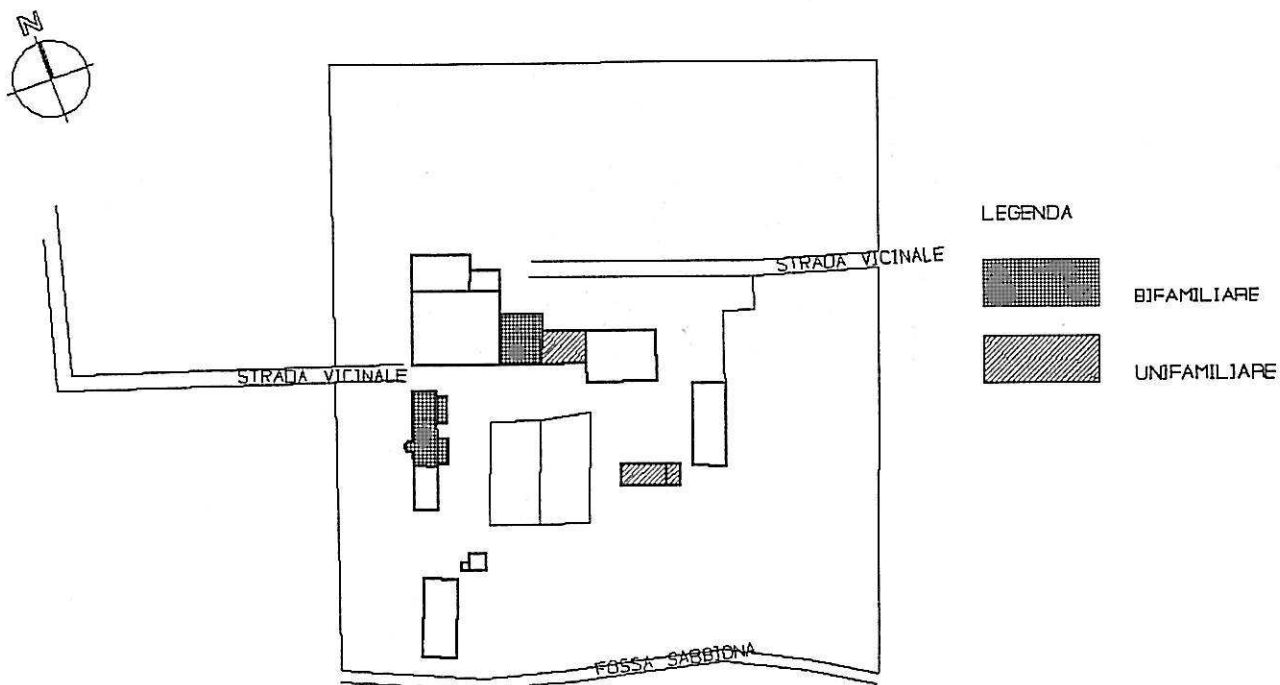 N
STRADA VICINALE
LEGENDA
BIFAMILIARE
UNIFAMILIARE
STRADA VICINALE
FOSSA SABBIONA